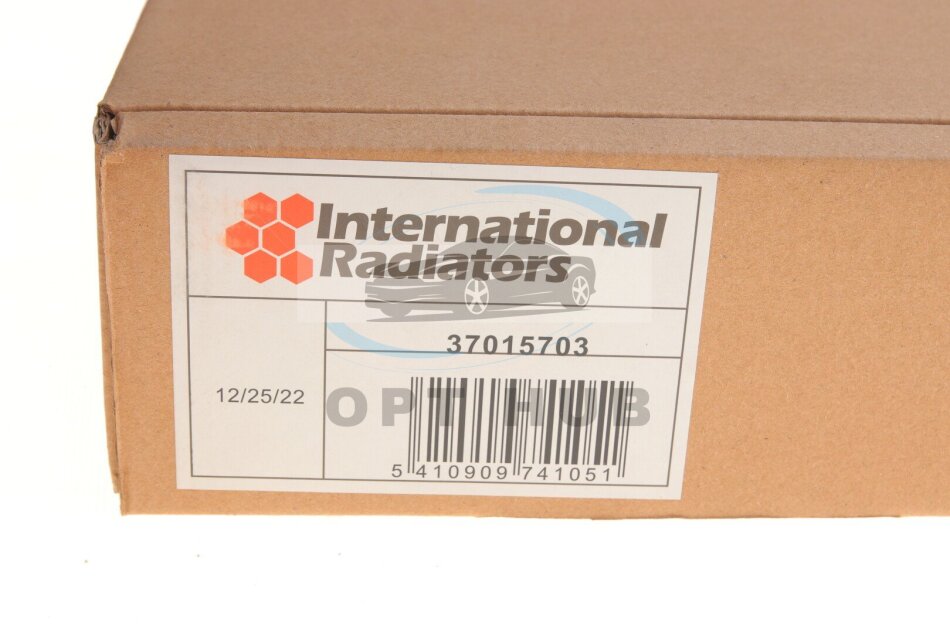 International
Radiators
37015703
12/25/22
OPT HUB
5 410909 741051